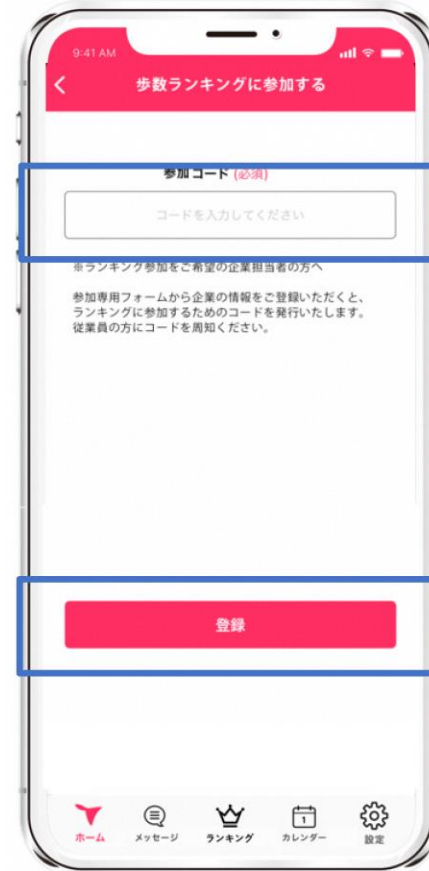 9:41 AM
歩数ランキングに参加する
参加コード (必須)
コードを入力してください
※ランキング参加をご希望の企業担当者の方へ
参加専用フォームから企業の情報をご登録いただくと、
ランキングに参加するためのコードを発行いたします。
従業員の方にコードを周知ください。
登録
1
ホーム メッセージ ランキング カレンダー 設定